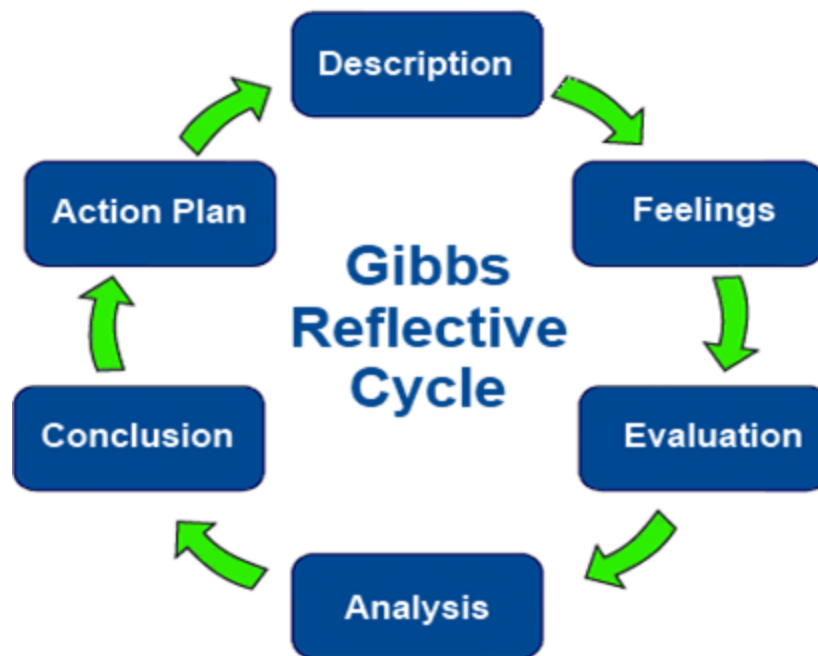 Description
Feelings
Evaluation
Analysis
Conclusion
Action Plan
Gibbs
Reflective
Cycle